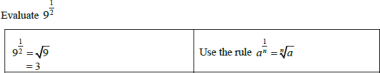 Evaluate 9^{1/2}
9^{1/2} = √9
= 3
Use the rule a^{1/n} = ⁿ√a